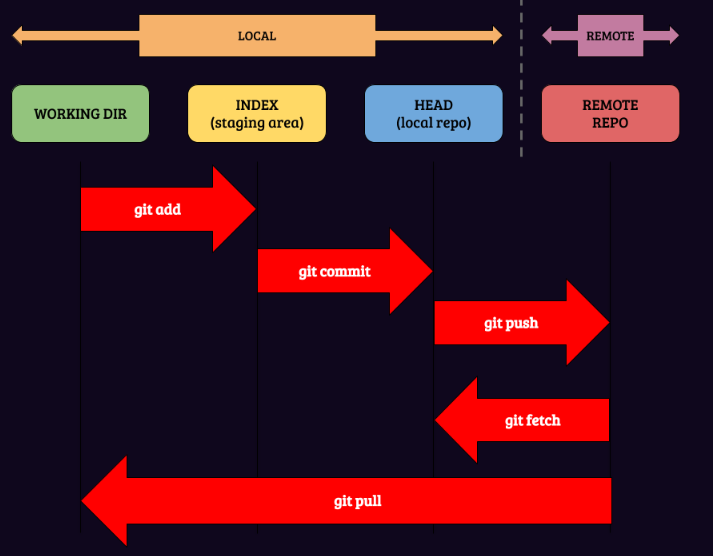 LOCAL
REMOTE
WORKING DIR
INDEX
(staging area)
HEAD
(local repo)
REMOTE
REPO
git add
git commit
git push
git fetch
git pull